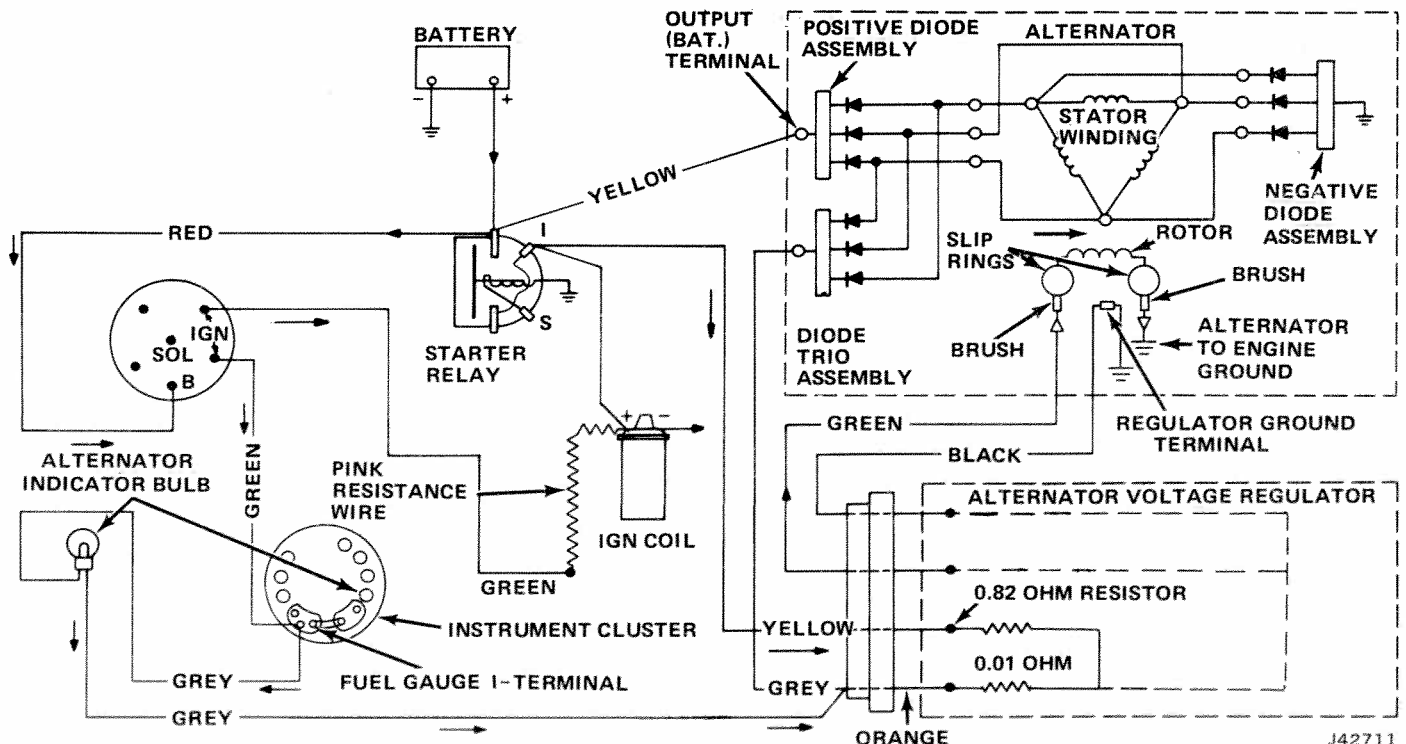 BATTERY
-
+
OUTPUT
(BAT.)
TERMINAL
POSITIVE DIODE
ASSEMBLY
ALTERNATOR
STATOR
WINDING
NEGATIVE
DIODE
ASSEMBLY
YELLOW
RED
I
S
STARTER
RELAY
IGN
SOL
B
SLIP
RINGS
ROTOR
BRUSH
BRUSH
DIODE
TRIO
ASSEMBLY
ALTERNATOR
TO ENGINE
GROUND
REGULATOR GROUND
TERMINAL
GREEN
BLACK
ALTERNATOR
INDICATOR BULB
GREEN
PINK
RESISTANCE
WIRE
+
-
IGN COIL
GREEN
ALTERNATOR VOLTAGE REGULATOR
0.82 OHM RESISTOR
YELLOW
0.01 OHM
GREY
ORANGE
INSTRUMENT CLUSTER
FUEL GAUGE I-TERMINAL
GREY
GREY
J42711